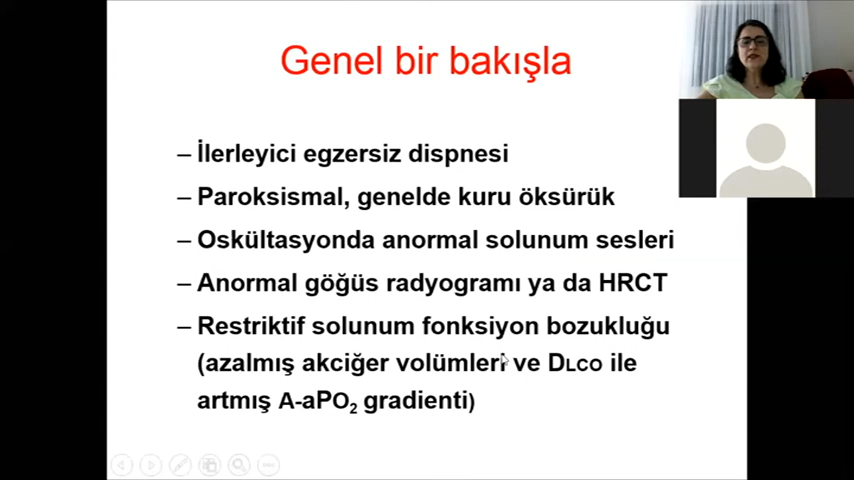 Genel bir bakışla
– İlerleyici egzersiz dispnesi
– Paroksismal, genelde kuru öksürük
– Oskültasyonda anormal solunum sesleri
– Anormal göğüs radyogramı ya da HRCT
– Restriktif solunum fonksiyon bozukluğu
(azalmış akciğer volümleri ve DLCO ile
artmış A-aPO₂ gradienti)